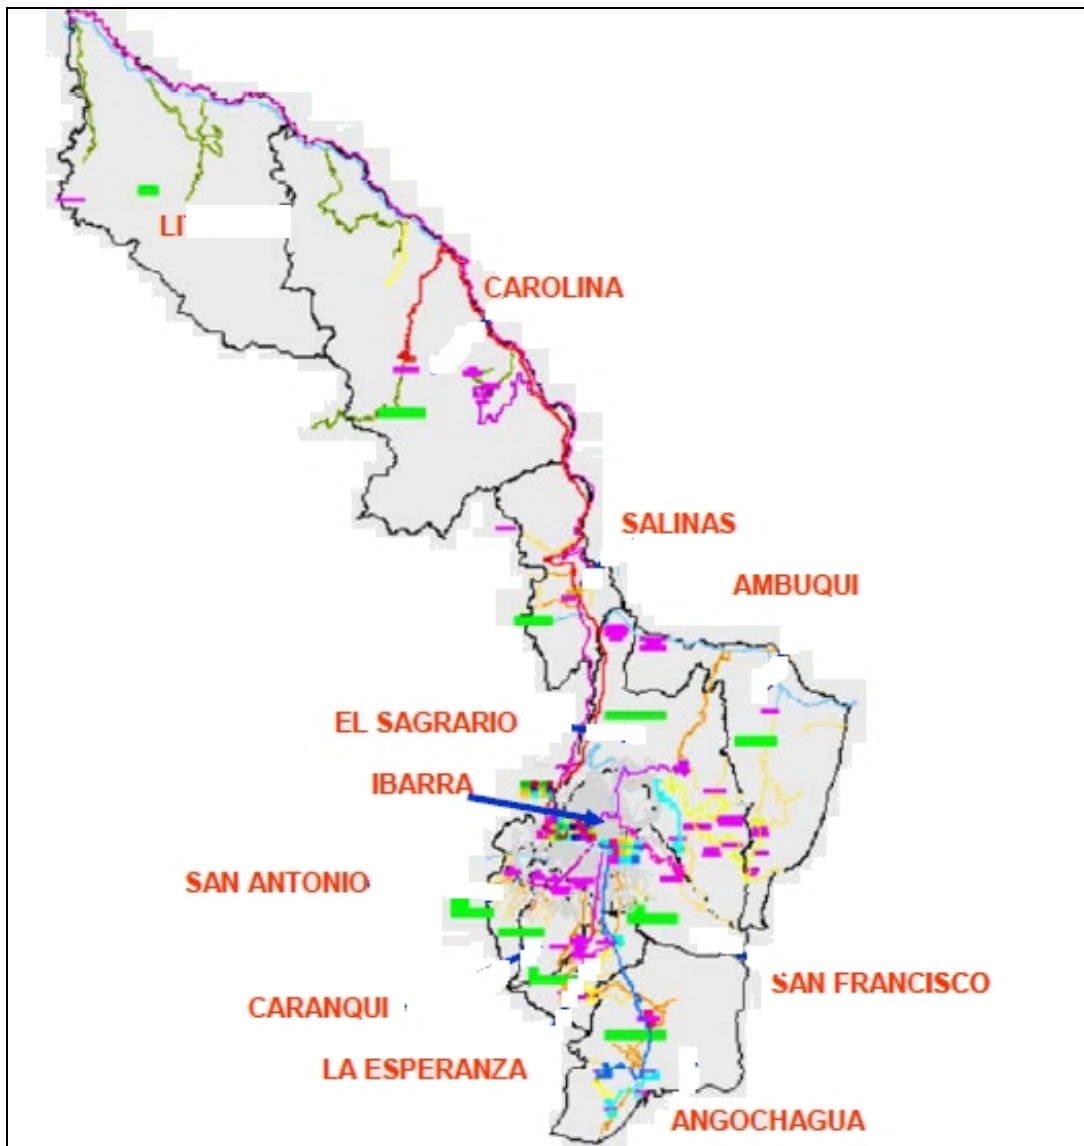 CAROLINA
SALINAS
AMBUQUI
EL SAGRARIO
IBARRA
SAN ANTONIO
SAN FRANCISCO
CARANQUI
LA ESPERANZA
ANGOCHAGUA